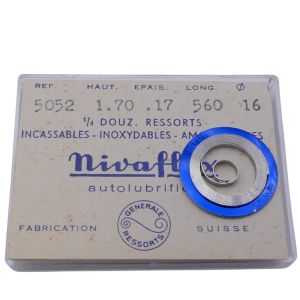 REF. HAUT. EPAIS. LONG. Ø
5052 1.70 .17 560 16
¼ DOUZ. RESSORTS
INCASSABLES - INOXYDABLES -
autolubrifi
GENERALE RESSORTS
FABRICATION SUISSE